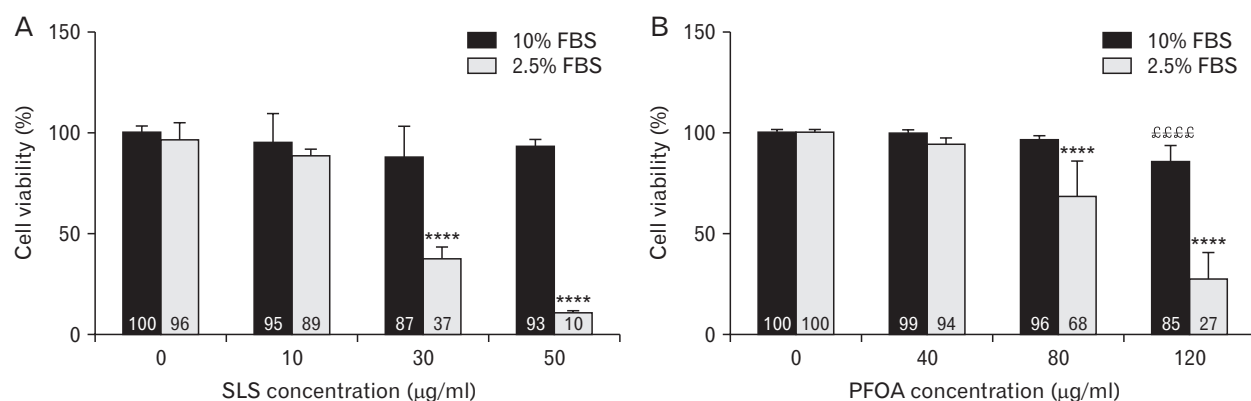 A
150
100
50
0
Cell viability (%)
10% FBS
2.5% FBS
****
****
100 96 95 89 87 37 93 10
0 10 30 50
SLS concentration (µg/ml)
B
150
100
50
0
Cell viability (%)
10% FBS
2.5% FBS
****
££££
****
100 100 99 94 96 68 85 27
0 40 80 120
PFOA concentration (µg/ml)